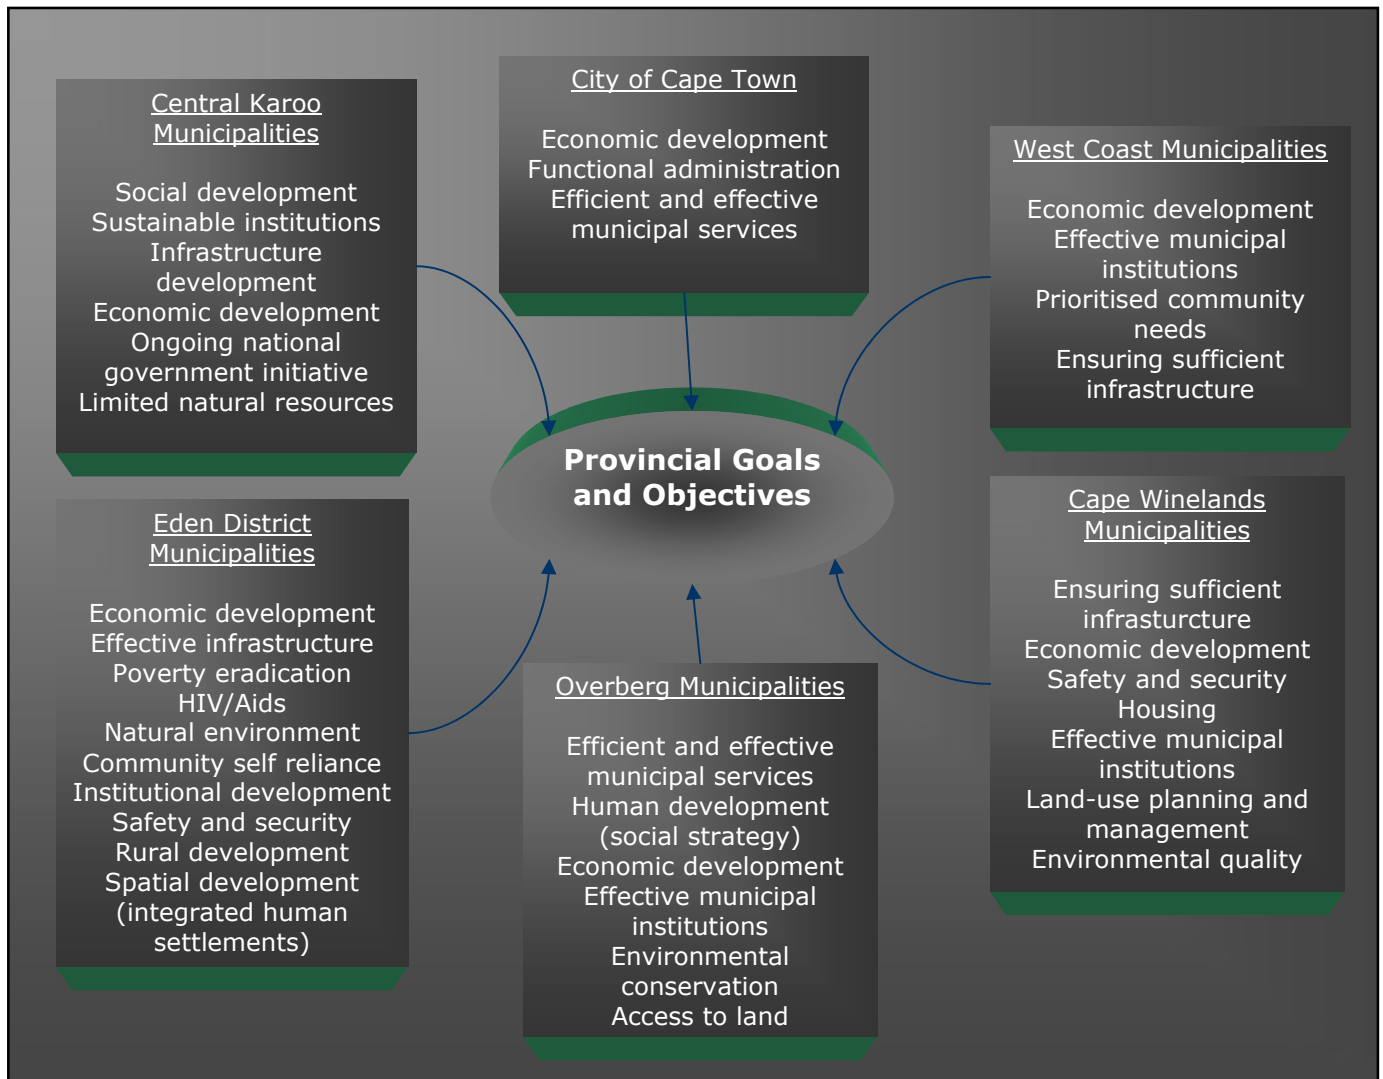 Central Karoo
Municipalities
Social development
Sustainable institutions
Infrastructure
development
Economic development
Ongoing national
government initiative
Limited natural resources
City of Cape Town
Economic development
Functional administration
Efficient and effective
municipal services
West Coast Municipalities
Economic development
Effective municipal
institutions
Prioritised community
needs
Ensuring sufficient
infrastructure
Provincial Goals
and Objectives
Eden District
Municipalities
Economic development
Effective infrastructure
Poverty eradication
HIV/Aids
Natural environment
Community self reliance
Institutional development
Safety and security
Rural development
Spatial development
(integrated human
settlements)
Overberg Municipalities
Efficient and effective
municipal services
Human development
(social strategy)
Economic development
Effective municipal
institutions
Environmental
conservation
Access to land
Cape Winelands
Municipalities
Ensuring sufficient
infrasturcture
Economic development
Safety and security
Housing
Effective municipal
institutions
Land-use planning and
management
Environmental quality